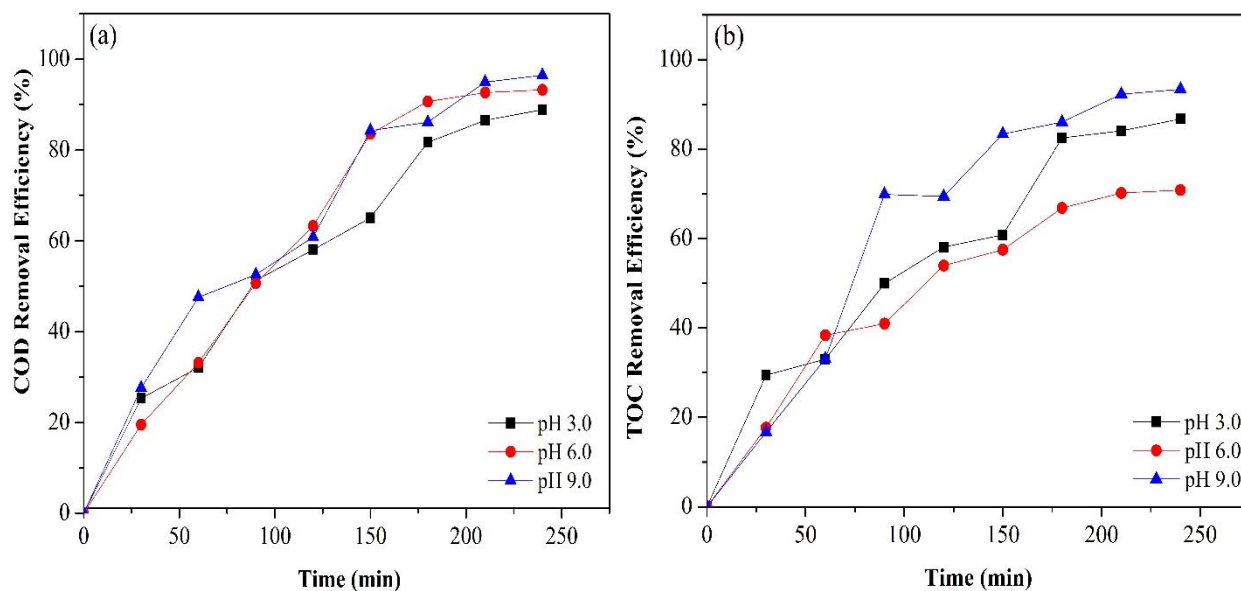 (a)
COD Removal Efficiency (%)
100
80
60
40
20
0
pH 3.0
pH 6.0
pII 9.0
0 50 100 150 200 250
Time (min)
(b)
TOC Removal Efficiency (%)
100
80
60
40
20
0
pH 3.0
pII 6.0
pH 9.0
0 50 100 150 200 250
Time (min)